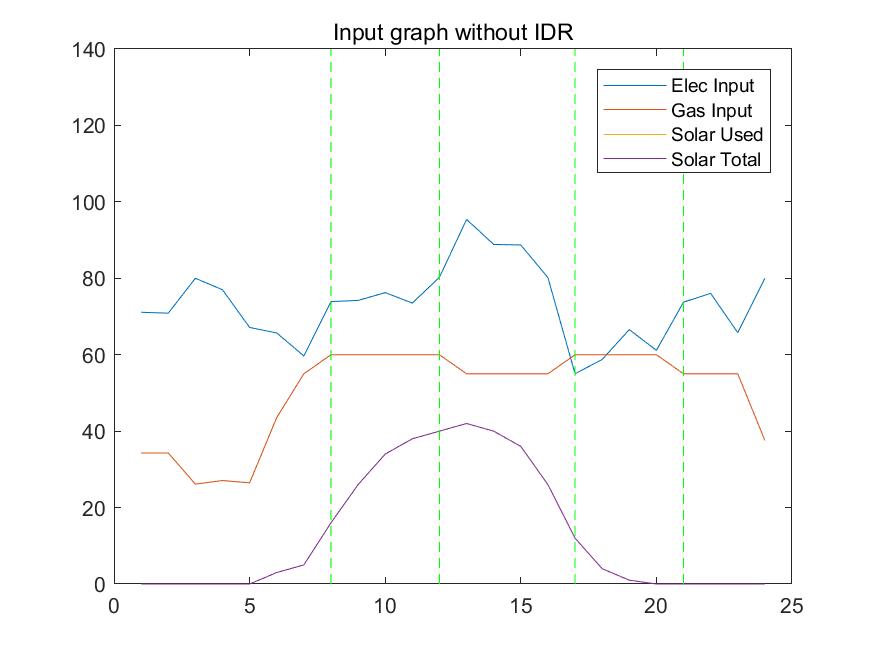 Input graph without IDR
140
120
100
80
60
40
20
0
0 5 10 15 20 25
Elec Input
Gas Input
Solar Used
Solar Total